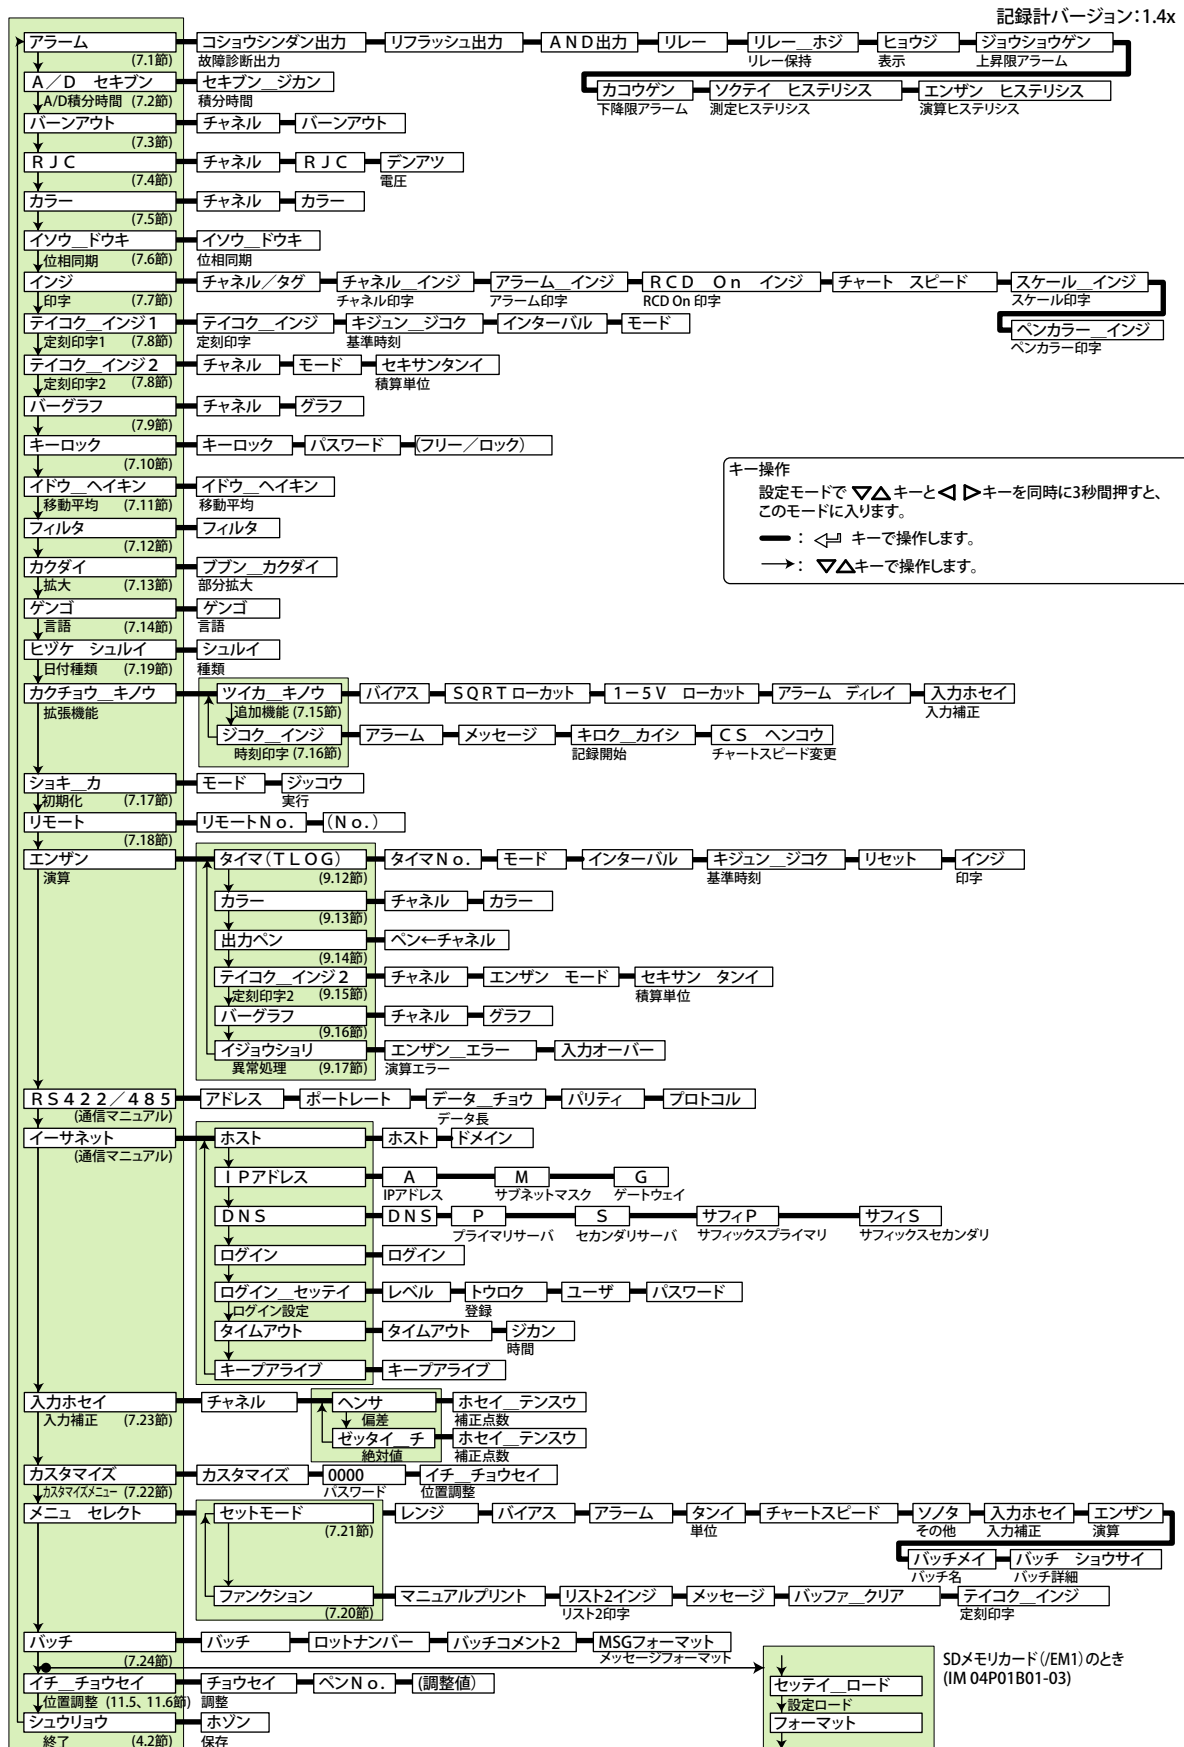 記録計バージョン：1.4x
アラーム コショウシンダン出力 リフラッシュ出力 AND出力 リレー リレー＿ホジ ヒョウジ ジョウショウゲン
(7.1節) 故障診断出力 リレー保持 表示 上昇限アラーム
A／D セキブン セキブン＿ジカン カコウゲン ソクテイ ヒステリシス エンザン ヒステリシス
A/D積分時間 (7.2節) 積分時間 下降限アラーム 測定ヒステリシス 演算ヒステリシス
バーンアウト チャネル バーンアウト
(7.3節)
RJC チャネル RJC デンアツ
(7.4節) 電圧
カラー チャネル カラー
(7.5節)
イソウ＿ドウキ イソウ＿ドウキ
位相同期 (7.6節) 位相同期
インジ チャネル／タグ チャネル＿インジ アラーム＿インジ RCD On インジ チャート スピード スケール＿インジ
印字 (7.7節) チャネル印字 アラーム印字 RCD On 印字 スケール印字
テイコク＿インジ1 テイコク＿インジ キジュン＿ジコク インターバル モード ペンカラー＿インジ
定刻印字1 (7.8節) 定刻印字 基準時刻 ペンカラー印字
テイコク＿インジ2 チャネル モード セキサンタンイ
定刻印字2 (7.8節) 積算単位
バーグラフ チャネル グラフ
(7.9節)
キーロック キーロック パスワード (フリー／ロック)
(7.10節)
イドウ＿ヘイキン イドウ＿ヘイキン
移動平均 (7.11節) 移動平均
フィルタ フィルタ
(7.12節)
カクダイ ブブン＿カクダイ
拡大 (7.13節) 部分拡大
ゲンゴ ゲンゴ
言語 (7.14節) 言語
ヒヅケ シュルイ シュルイ
日付種類 (7.19節) 種類
キー操作
設定モードで ▽△ キーと ◁ ▷ キーを同時に3秒間押すと、
このモードに入ります。
： キーで操作します。
： ▽△キーで操作します。
カクチョウ＿キノウ ツイカ＿キノウ バイアス SQRTローカット 1－5V ローカット アラーム ディレイ 入力ホセイ
拡張機能 追加機能 (7.15節) 入力補正
ジコク＿インジ アラーム メッセージ キロク＿カイシ CS ヘンコウ
時刻印字 (7.16節) 記録開始 チャートスピード変更
ショキ＿カ モード ジッコウ
初期化 (7.17節) 実行
リモート リモートNo. (No.)
(7.18節)
エンザン タイマ(TLOG) タイマNo. モード インターバル キジュン＿ジコク リセット インジ
演算 (9.12節) 基準時刻 印字
カラー チャネル カラー
(9.13節)
出力ペン ペン←チャネル
(9.14節)
テイコク＿インジ2 チャネル エンザン モード セキサン タンイ
定刻印字2 (9.15節) 積算単位
バーグラフ チャネル グラフ
(9.16節)
イジョウショリ エンザン＿エラー 入力オーバー
異常処理 (9.17節) 演算エラー
RS422／485 アドレス ボートレート データ＿チョウ パリティ プロトコル
(通信マニュアル) データ長
イーサネット ホスト ホスト ドメイン
(通信マニュアル)
IPアドレス A M G
IPアドレス サブネットマスク ゲートウェイ
DNS DNS P S サフィP サフィS
プライマリサーバ セカンダリサーバ サフィックスプライマリ サフィックスセカンダリ
ログイン ログイン
ログイン＿セッテイ レベル トウロク ユーザ パスワード
ログイン設定 登録
タイムアウト タイムアウト ジカン
時間
キープアライブ キープアライブ
入力ホセイ チャネル ヘンサ ホセイ＿テンスウ
入力補正 (7.23節) 偏差 補正点数
ゼッタイ＿チ ホセイ＿テンスウ
絶対値 補正点数
カスタマイズ カスタマイズ 0000 イチ＿チョウセイ
カスタマイズメニュー (7.22節) パスワード 位置調整
メニュ セレクト セットモード レンジ バイアス アラーム タンイ チャートスピード ソノタ 入力ホセイ エンザン
(7.21節) 単位 その他 入力補正 演算
バッチメイ バッチ ショウサイ
バッチ名 バッチ詳細
ファンクション マニュアルプリント リスト2インジ メッセージ バッファ＿クリア テイコク＿インジ
(7.20節) リスト2印字 定刻印字
バッチ バッチ ロットナンバー バッチコメント2 MSGフォーマット
(7.24節) メッセージフォーマット
SDメモリカード(/EM1)のとき
(IM 04P01B01-03)
イチ＿チョウセイ チョウセイ ペンNo. (調整値) セッテイ＿ロード
位置調整 (11.5、11.6節) 調整 設定ロード
シュウリョウ ホゾン フォーマット
終了 (4.2節) 保存